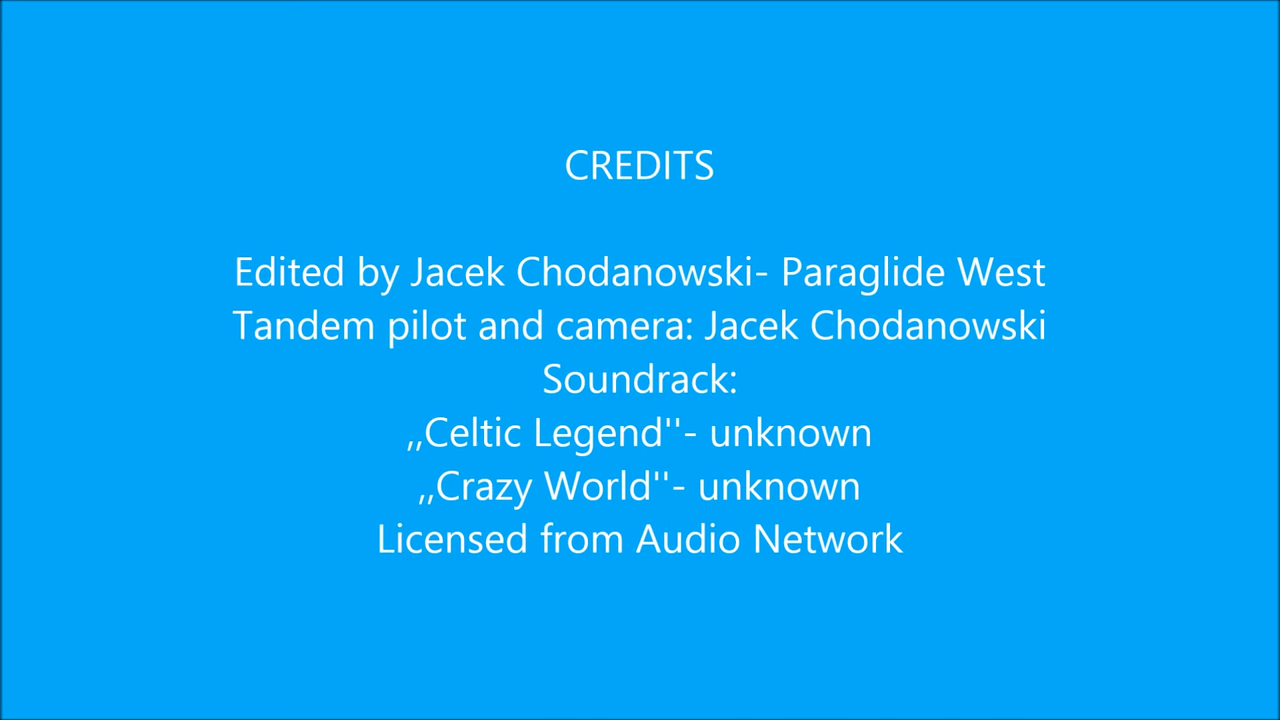 CREDITS
Edited by Jacek Chodanowski- Paraglide West
Tandem pilot and camera: Jacek Chodanowski
Soundrack:
,,Celtic Legend''- unknown
,,Crazy World''- unknown
Licensed from Audio Network